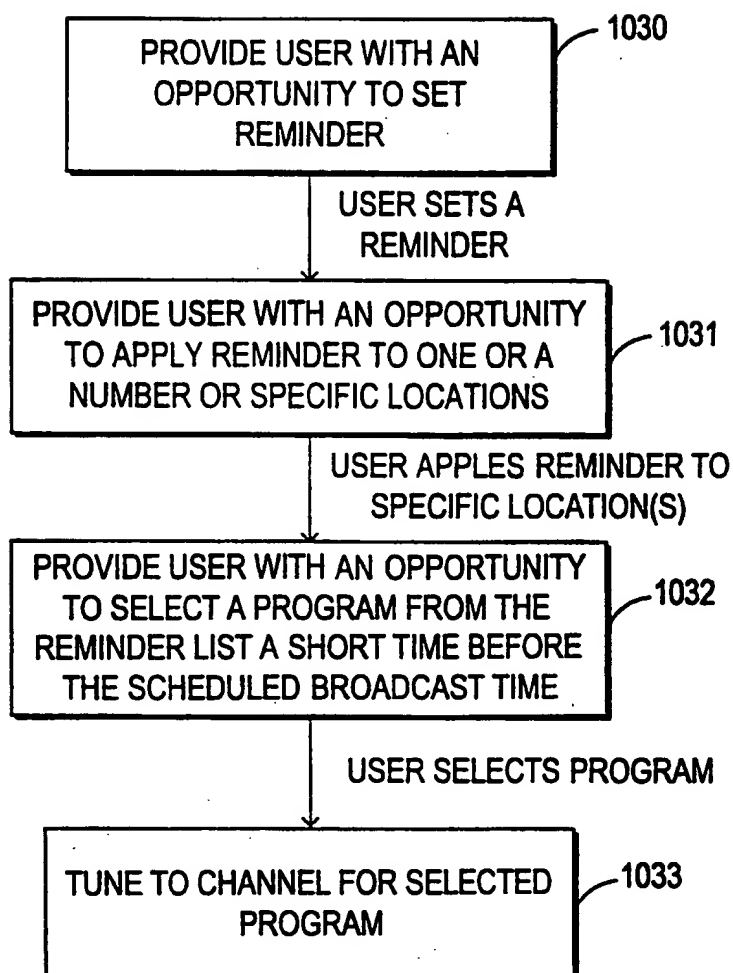 PROVIDE USER WITH AN
OPPORTUNITY TO SET
REMINDER
1030
USER SETS A
REMINDER
PROVIDE USER WITH AN OPPORTUNITY
TO APPLY REMINDER TO ONE OR A
NUMBER OR SPECIFIC LOCATIONS
1031
USER APPLES REMINDER TO
SPECIFIC LOCATION(S)
PROVIDE USER WITH AN OPPORTUNITY
TO SELECT A PROGRAM FROM THE
REMINDER LIST A SHORT TIME BEFORE
THE SCHEDULED BROADCAST TIME
1032
USER SELECTS PROGRAM
TUNE TO CHANNEL FOR SELECTED
PROGRAM
1033